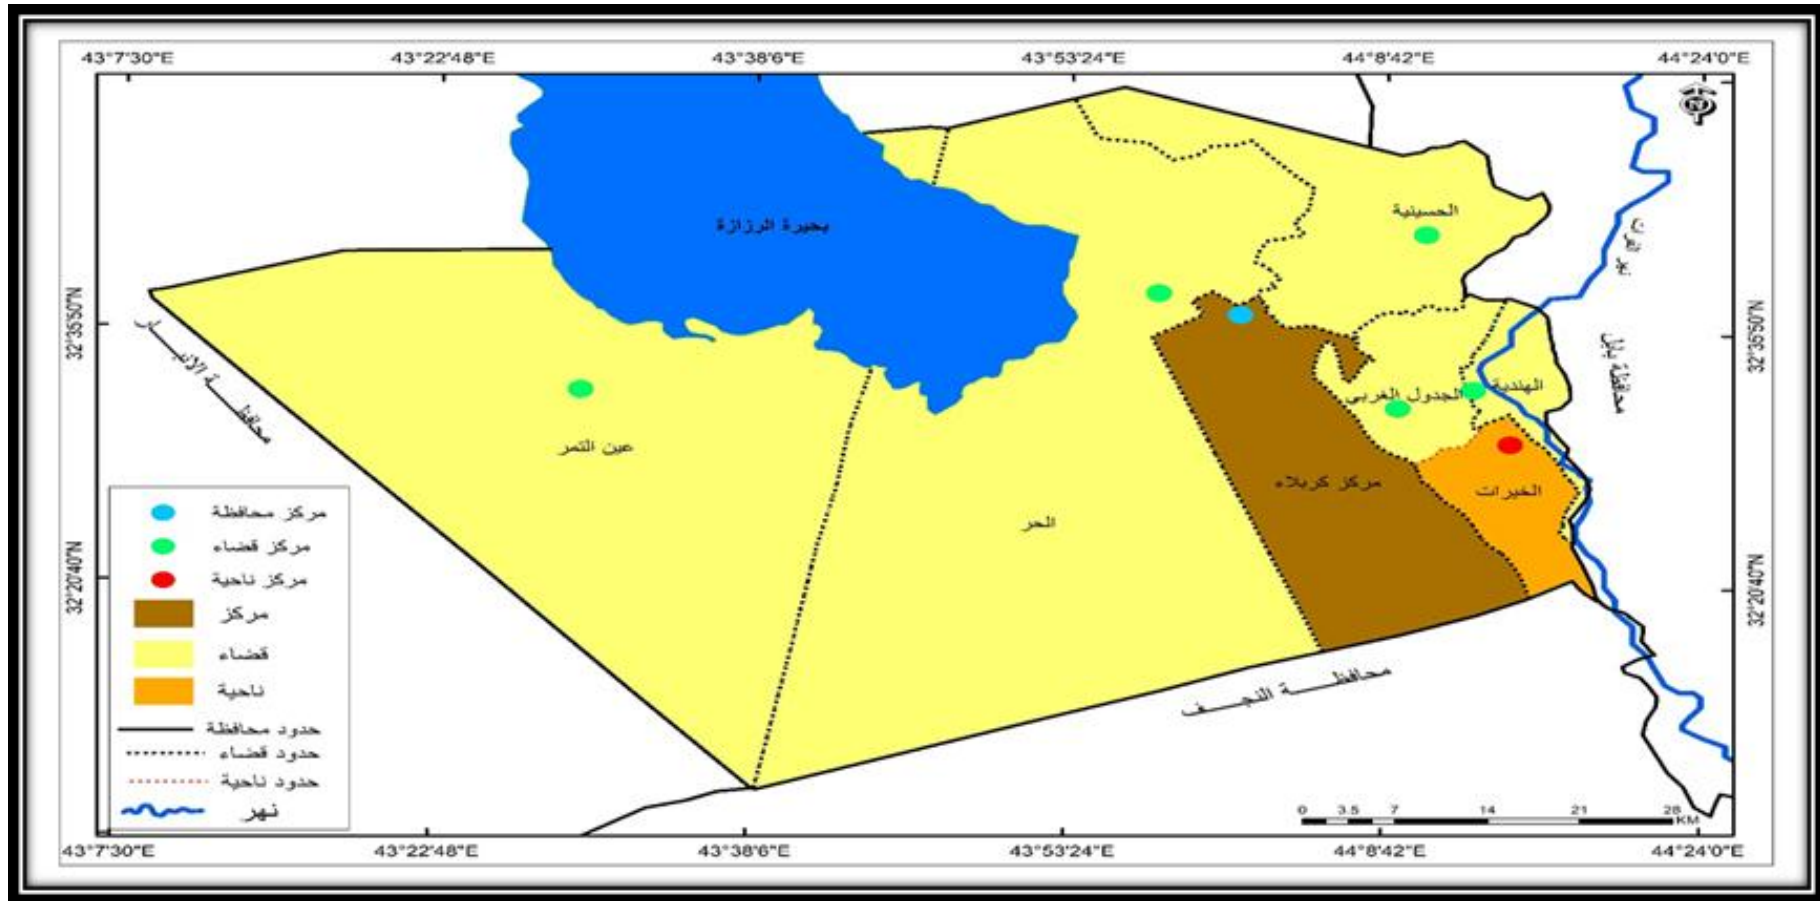 43°7'30"E 43°22'48"E 43°38'6"E 43°53'24"E 44°8'42"E 44°24'0"E
N
الحسينية
بحيرة الرزازة
نهر الفرات
32°35'50"N
32°35'50"N
محافظــة الانبـــار
محافظة بابل
الهندية
الجدول الغربي
عين التمر
مركز كربلاء
الخيرات
الحر
32°20'40"N
32°20'40"N
محافظـــــة النجـــف
مركز محافظة
مركز قضاء
مركز ناحية
مركز
قضاء
ناحية
حدود محافظة
حدود قضاء
حدود ناحية
نهر
0 3.5 7 14 21 28
KM
43°7'30"E 43°22'48"E 43°38'6"E 43°53'24"E 44°8'42"E 44°24'0"E